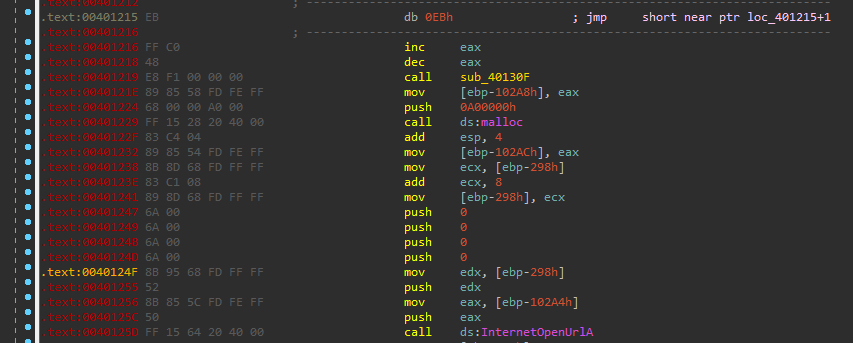 .text:00401212 ; ---------------------------------------------------------------------------
.text:00401215 EB db 0EBh ; jmp short near ptr loc_401215+1
.text:00401216 ; ---------------------------------------------------------------------------
.text:00401216 FF C0 inc eax
.text:00401218 48 dec eax
.text:00401219 E8 F1 00 00 00 call sub_40130F
.text:0040121E 89 85 58 FD FE FF mov [ebp-102A8h], eax
.text:00401224 68 00 00 A0 00 push 0A00000h
.text:00401229 FF 15 28 20 40 00 call ds:malloc
.text:0040122F 83 C4 04 add esp, 4
.text:00401232 89 85 54 FD FE FF mov [ebp-102ACh], eax
.text:00401238 8B 8D 68 FD FF FF mov ecx, [ebp-298h]
.text:0040123E 83 C1 08 add ecx, 8
.text:00401241 89 8D 68 FD FF FF mov [ebp-298h], ecx
.text:00401247 6A 00 push 0
.text:00401249 6A 00 push 0
.text:0040124B 6A 00 push 0
.text:0040124D 6A 00 push 0
.text:0040124F 8B 95 68 FD FF FF mov edx, [ebp-298h]
.text:00401255 52 push edx
.text:00401256 8B 85 5C FD FE FF mov eax, [ebp-102A4h]
.text:0040125C 50 push eax
.text:0040125D FF 15 64 20 40 00 call ds:InternetOpenUrlA